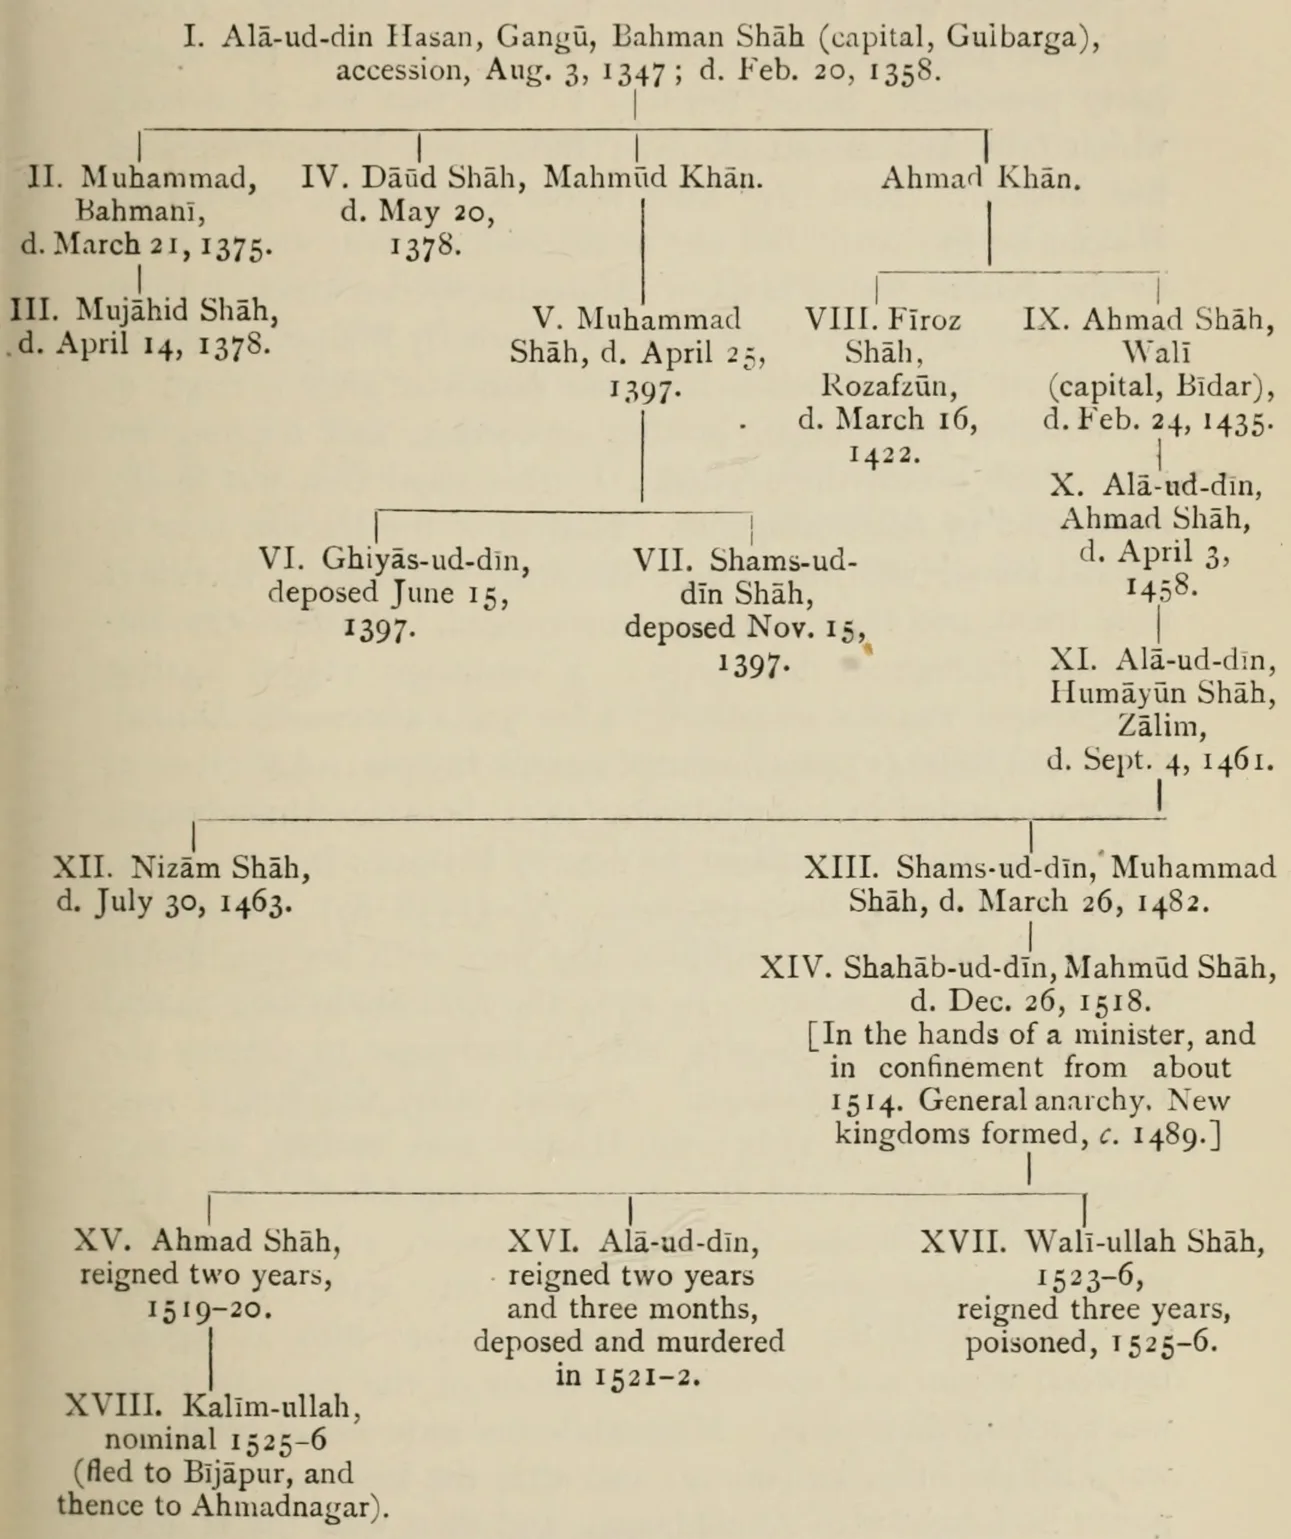 I. Alā-ud-din Hasan, Gangū, Bahman Shāh (capital, Gulbarga),
accession, Aug. 3, 1347; d. Feb. 20, 1358.
II. Muhammad,
Bahmanī,
d. March 21, 1375.
IV. Dāūd Shāh,
d. May 20,
1378.
Mahmūd Khān.
Ahmad Khān.
III. Mujāhid Shāh,
d. April 14, 1378.
V. Muhammad
Shāh, d. April 25,
1397.
VIII. Fīroz
Shāh,
Rozafzūn,
d. March 16,
1422.
IX. Ahmad Shāh,
Walī
(capital, Bīdar),
d. Feb. 24, 1435.
X. Alā-ud-dīn,
Ahmad Shāh,
d. April 3,
1458.
VI. Ghiyās-ud-dīn,
deposed June 15,
1397.
VII. Shams-ud-
dīn Shāh,
deposed Nov. 15,
1397.
XI. Alā-ud-dīn,
Humāyūn Shāh,
Zālim,
d. Sept. 4, 1461.
XII. Nizām Shāh,
d. July 30, 1463.
XIII. Shams-ud-dīn, Muhammad
Shāh, d. March 26, 1482.
XIV. Shahāb-ud-dīn, Mahmūd Shāh,
d. Dec. 26, 1518.
[In the hands of a minister, and
in confinement from about
1514. General anarchy. New
kingdoms formed, c. 1489.]
XV. Ahmad Shāh,
reigned two years,
1519–20.
XVI. Alā-ud-dīn,
reigned two years
and three months,
deposed and murdered
in 1521–2.
XVII. Walī-ullah Shāh,
1523–6,
reigned three years,
poisoned, 1525–6.
XVIII. Kalīm-ullah,
nominal 1525–6
(fled to Bījāpur, and
thence to Ahmadnagar).